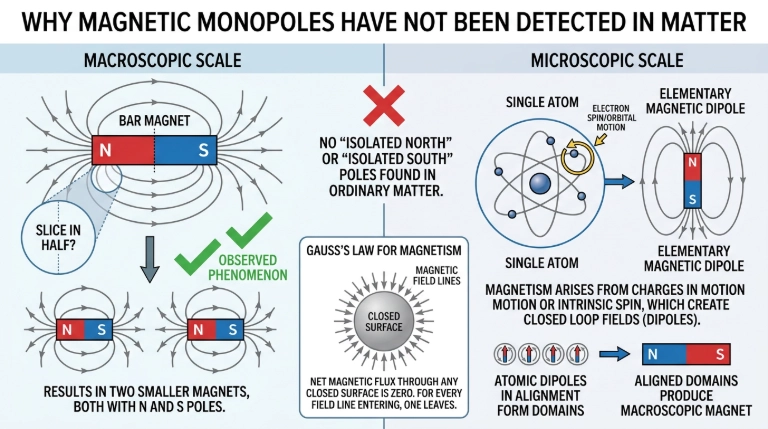 WHY MAGNETIC MONOPOLES HAVE NOT BEEN DETECTED IN MATTER
MACROSCOPIC SCALE
BAR MAGNET
N S
SLICE IN
HALF?
OBSERVED
PHENOMENON
N S N S
RESULTS IN TWO SMALLER MAGNETS,
BOTH WITH N AND S POLES.
NO “ISOLATED NORTH”
OR “ISOLATED SOUTH”
POLES FOUND IN
ORDINARY MATTER.
GAUSS’S LAW FOR MAGNETISM
MAGNETIC
FIELD LINES
CLOSED
SURFACE
NET MAGNETIC FLUX THROUGH ANY
CLOSED SURFACE IS ZERO. FOR EVERY
FIELD LINE ENTERING, ONE LEAVES.
MICROSCOPIC SCALE
SINGLE ATOM
ELECTRON
SPIN/ORBITAL
MOTION
SINGLE ATOM
ELEMENTARY
MAGNETIC DIPOLE
N
S
ELEMENTARY
MAGNETIC DIPOLE
MAGNETISM ARISES FROM CHARGES IN MOTION
MOTION OR INTRINSIC SPIN, WHICH CREATE
CLOSED LOOP FIELDS (DIPOLES).
ATOMIC DIPOLES
IN ALIGNMENT
FORM DOMAINS
N S
ALIGNED DOMAINS
PRODUCE
MACROSCOPIC MAGNET